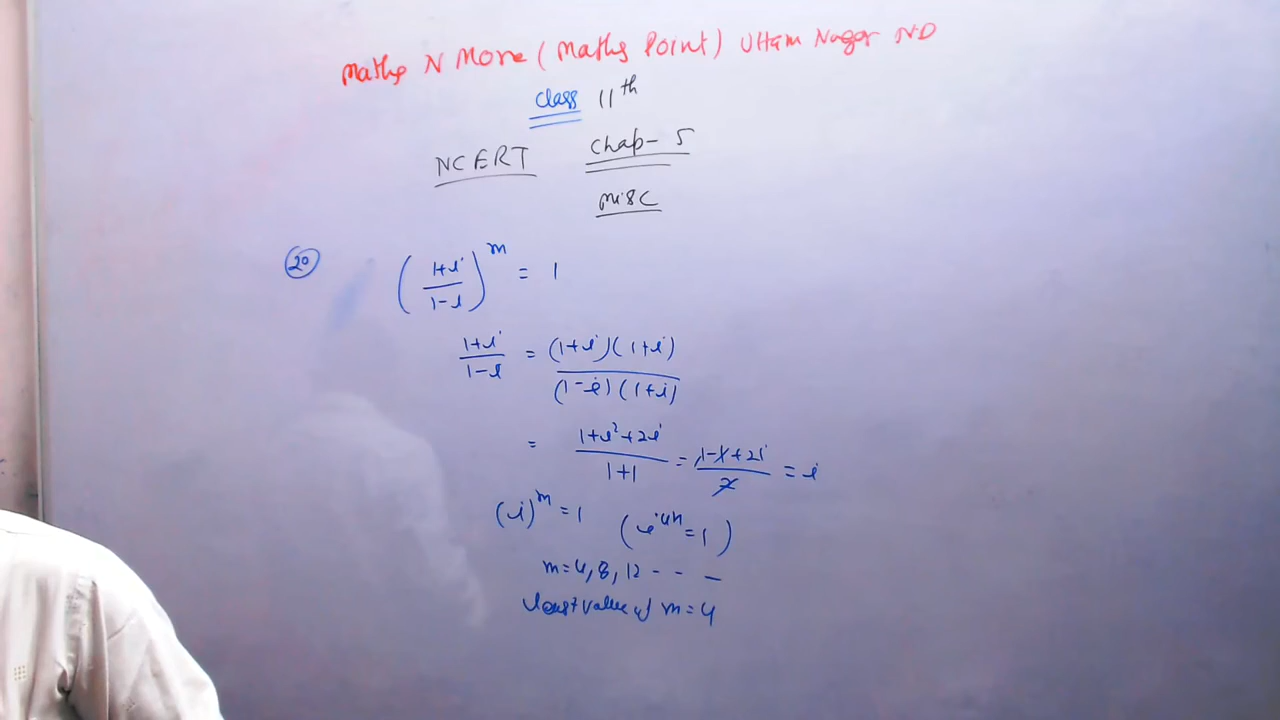 Maths N More (Maths Point) Uttam Nagar ND
Class 11th
NCERT Chap- 5
Misc
20 ((1+i)/(1-i))^m = 1
(1+i)/(1-i) = (1+i)(1+i)/(1-i)(1+i)
= (1+i²+2i)/(1+1) = (1-1+2i)/2 = i
(i)^m = 1 (i^4n = 1)
m=4, 8, 12 - - -
least value of m=4